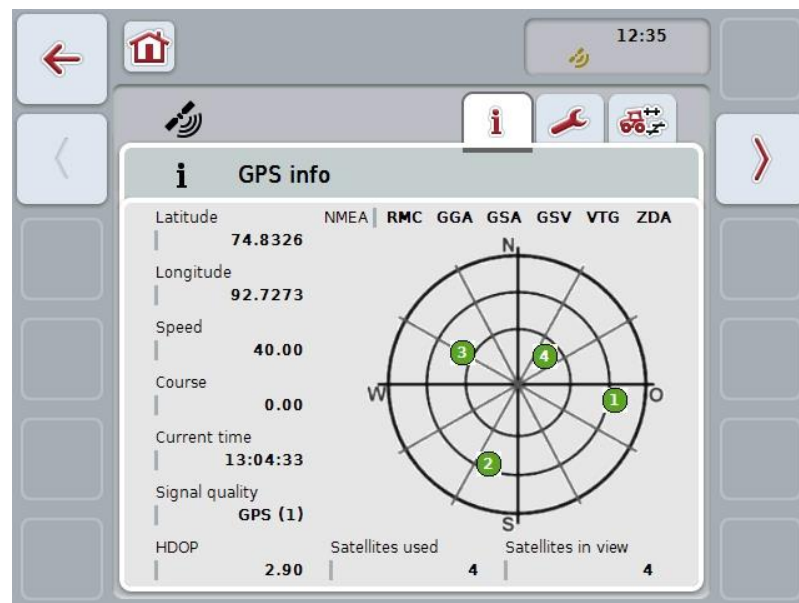 12:35
i
i GPS info
Latitude
74.8326
NMEA RMC GGA GSA GSV VTG ZDA
Longitude
92.7273
Speed
40.00
Course
0.00
Current time
13:04:33
Signal quality
GPS (1)
HDOP
2.90
N
3
4
W
O
1
2
S
Satellites used
4
Satellites in view
4